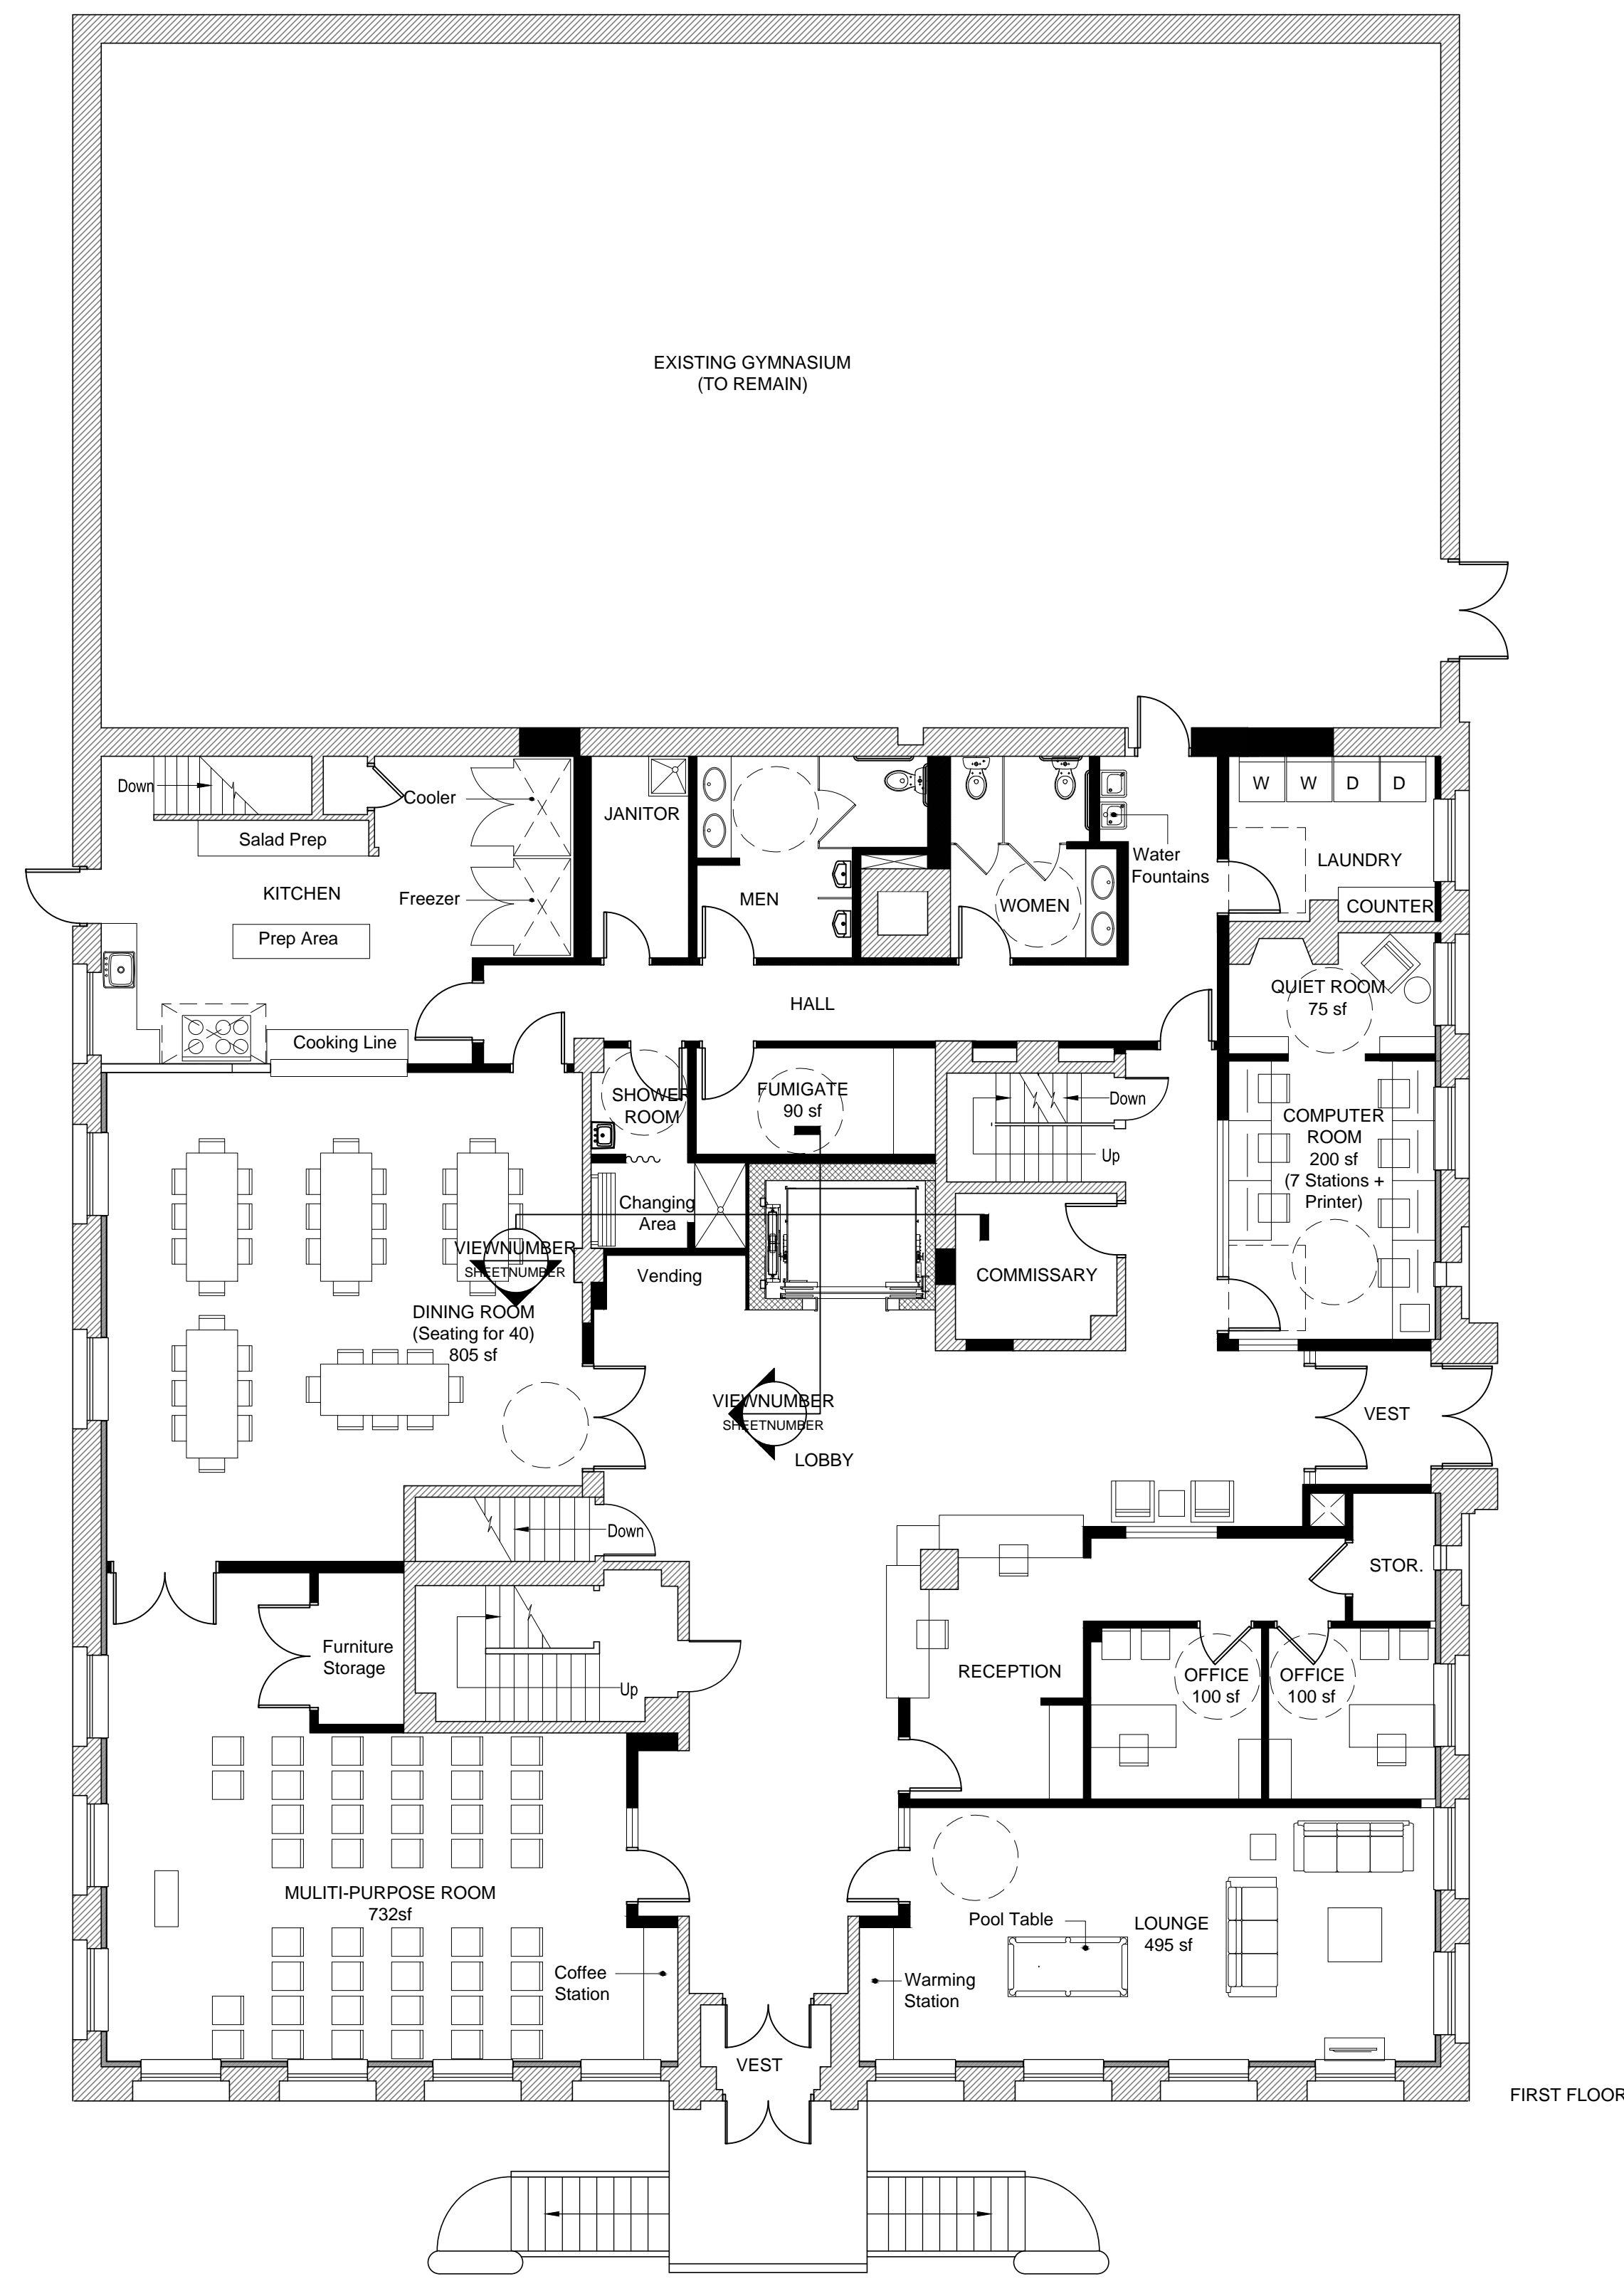 EXISTING GYMNASIUM
(TO REMAIN)
Down
Cooler
Salad Prep
KITCHEN
Freezer
Prep Area
Cooking Line
JANITOR
MEN
WOMEN
Water
Fountains
W W D D
LAUNDRY
COUNTER
HALL
QUIET ROOM
75 sf
SHOWER
ROOM
FUMIGATE
90 sf
Down
Up
COMPUTER
ROOM
200 sf
(7 Stations +
Printer)
Changing
Area
VIEWNUMBER
SHEETNUMBER
Vending
COMMISSARY
DINING ROOM
(Seating for 40)
805 sf
VIEWNUMBER
SHEETNUMBER
LOBBY
VEST
Down
STOR.
Furniture
Storage
Up
RECEPTION
OFFICE
100 sf
OFFICE
100 sf
MULITI-PURPOSE ROOM
732sf
Coffee
Station
Pool Table
LOUNGE
495 sf
Warming
Station
VEST
FIRST FLOOR